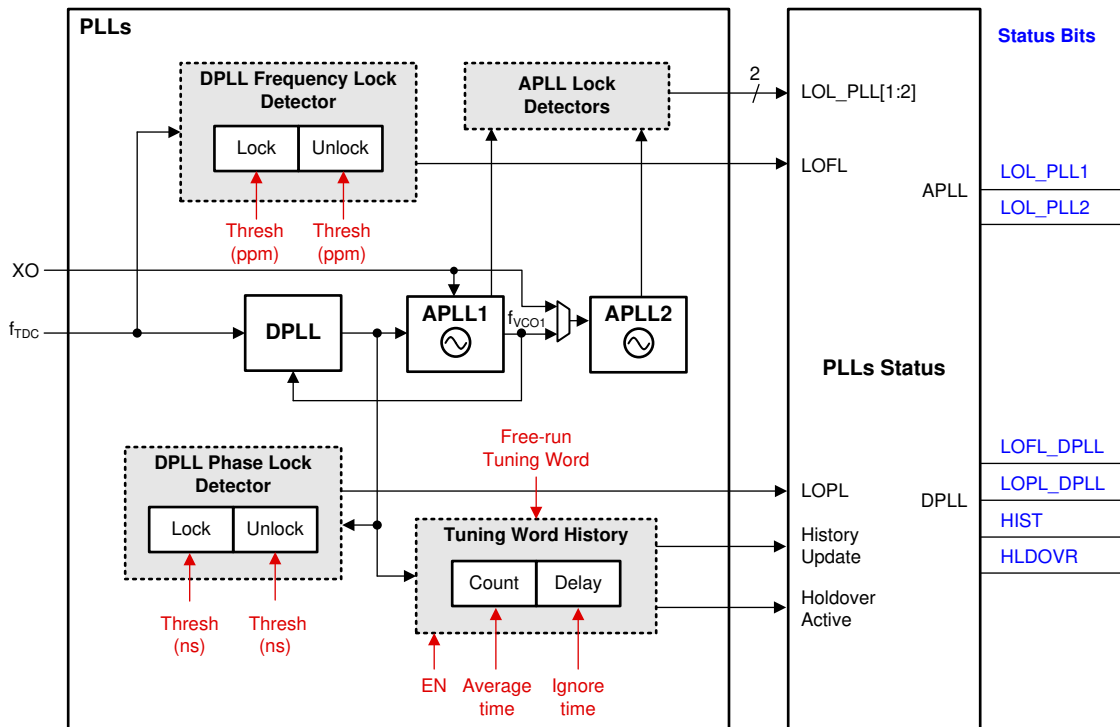 PLLs
Status Bits
DPLL Frequency Lock
Detector
Lock
Unlock
Thresh
(ppm)
Thresh
(ppm)
APLL Lock
Detectors
2
LOL_PLL[1:2]
LOFL
APLL
LOL_PLL1
LOL_PLL2
XO
fTDC
DPLL
APLL1
fVCO1
APLL2
PLLs Status
Free-run
Tuning Word
DPLL Phase Lock
Detector
Lock
Unlock
Thresh
(ns)
Thresh
(ns)
Tuning Word History
Count
Delay
EN
Average
time
Ignore
time
LOPL
History
Update
Holdover
Active
DPLL
LOFL_DPLL
LOPL_DPLL
HIST
HLDOVR